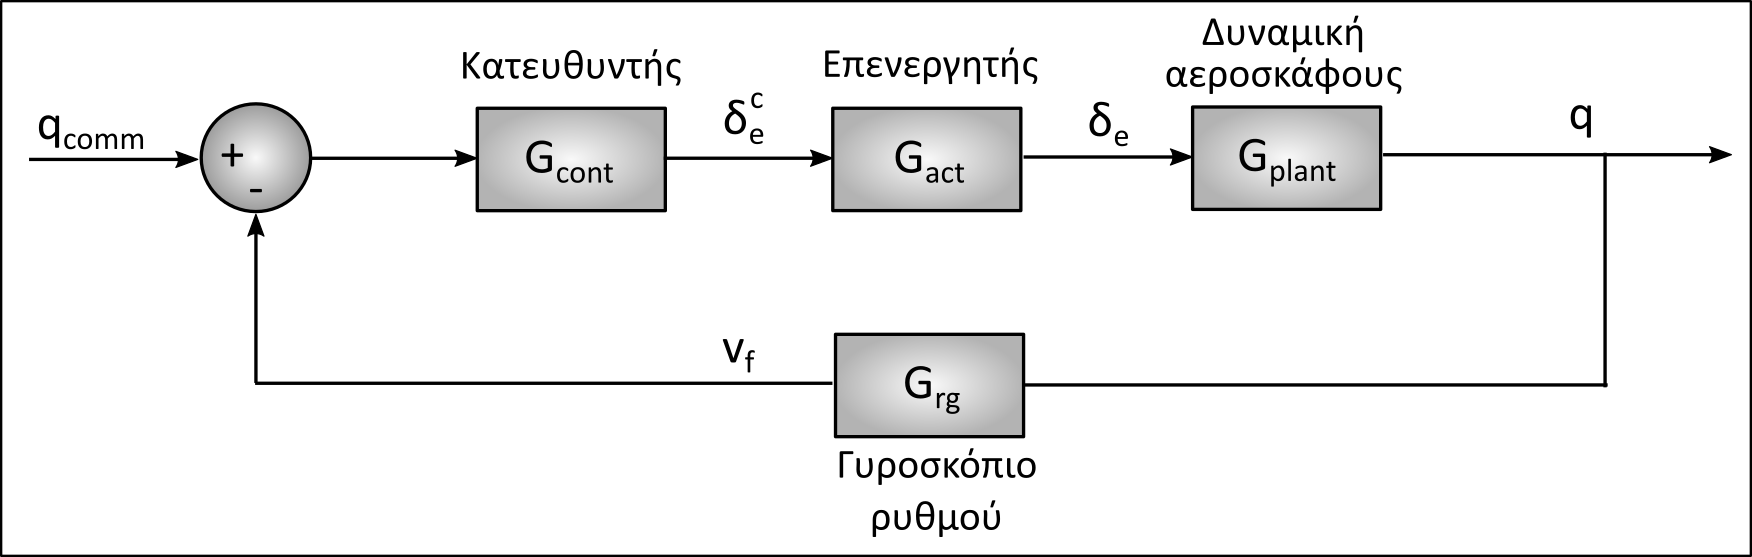 Δυναμική
Κατευθυντής Επενεργητής αεροσκάφους
q_comm + - G_cont δ_e^c G_act δ_e G_plant q
v_f G_rg
Γυροσκόπιο
ρυθμού